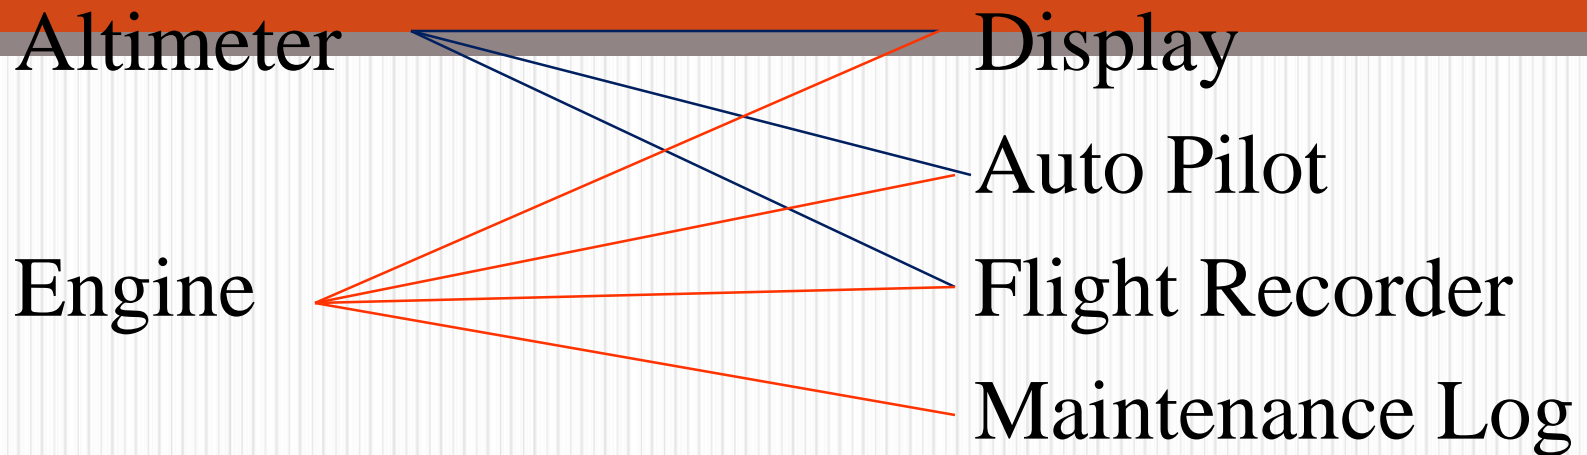 Altimeter
Display
Auto Pilot
Engine
Flight Recorder
Maintenance Log